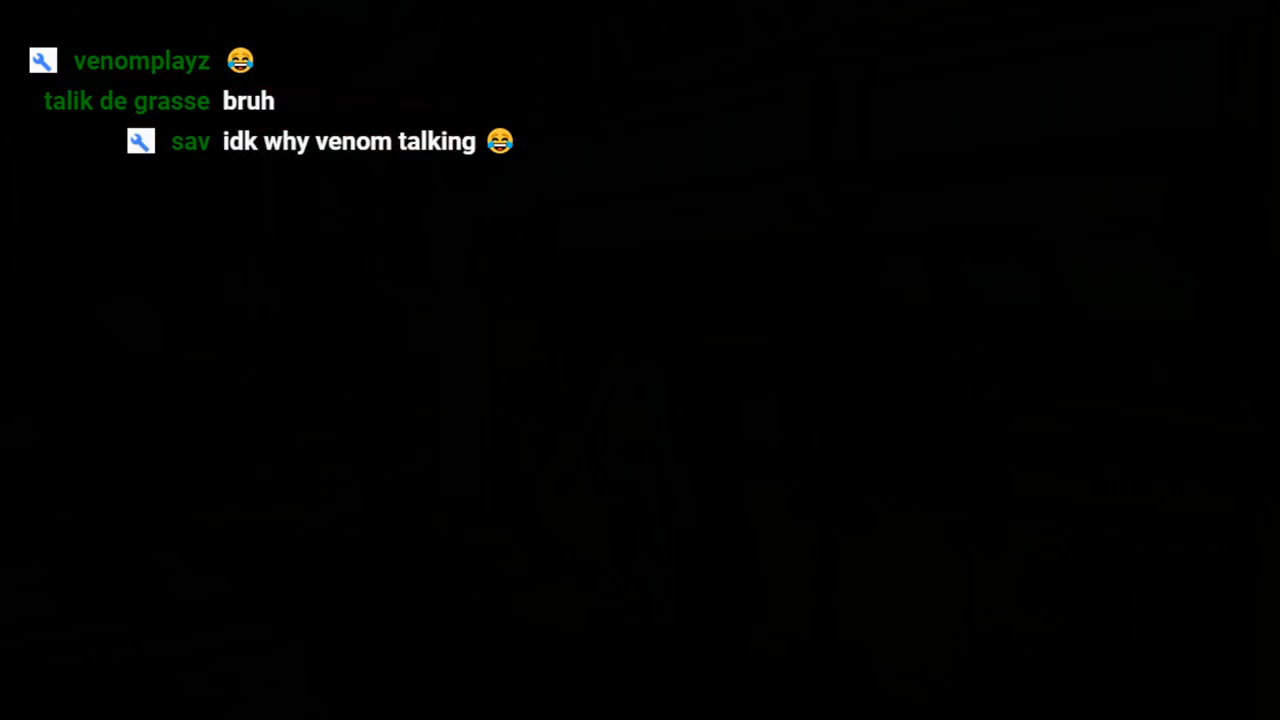 venomplayz 😂
talik de grasse bruh
sav idk why venom talking 😂